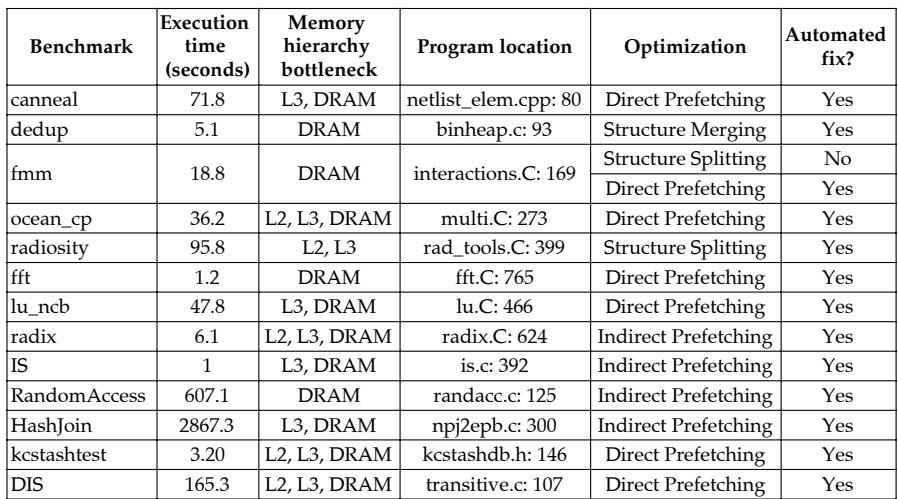 Benchmark Execution time (seconds) Memory hierarchy bottleneck Program location Optimization Automated fix?
canneal 71.8 L3, DRAM netlist_elem.cpp: 80 Direct Prefetching Yes
dedup 5.1 DRAM binheap.c: 93 Structure Merging Yes
fmm 18.8 DRAM interactions.C: 169 Structure Splitting No
Direct Prefetching Yes
ocean_cp 36.2 L2, L3, DRAM multi.C: 273 Direct Prefetching Yes
radiosity 95.8 L2, L3 rad_tools.C: 399 Structure Splitting Yes
fft 1.2 DRAM fft.C: 765 Direct Prefetching Yes
lu_ncb 47.8 L3, DRAM lu.C: 466 Direct Prefetching Yes
radix 6.1 L2, L3, DRAM radix.C: 624 Indirect Prefetching Yes
IS 1 L3, DRAM is.c: 392 Indirect Prefetching Yes
RandomAccess 607.1 DRAM randacc.c: 125 Indirect Prefetching Yes
HashJoin 2867.3 L3, DRAM npj2epb.c: 300 Indirect Prefetching Yes
kcstashtest 3.20 L2, L3, DRAM kcstashdb.h: 146 Direct Prefetching Yes
DIS 165.3 L2, L3, DRAM transitive.c: 107 Direct Prefetching Yes